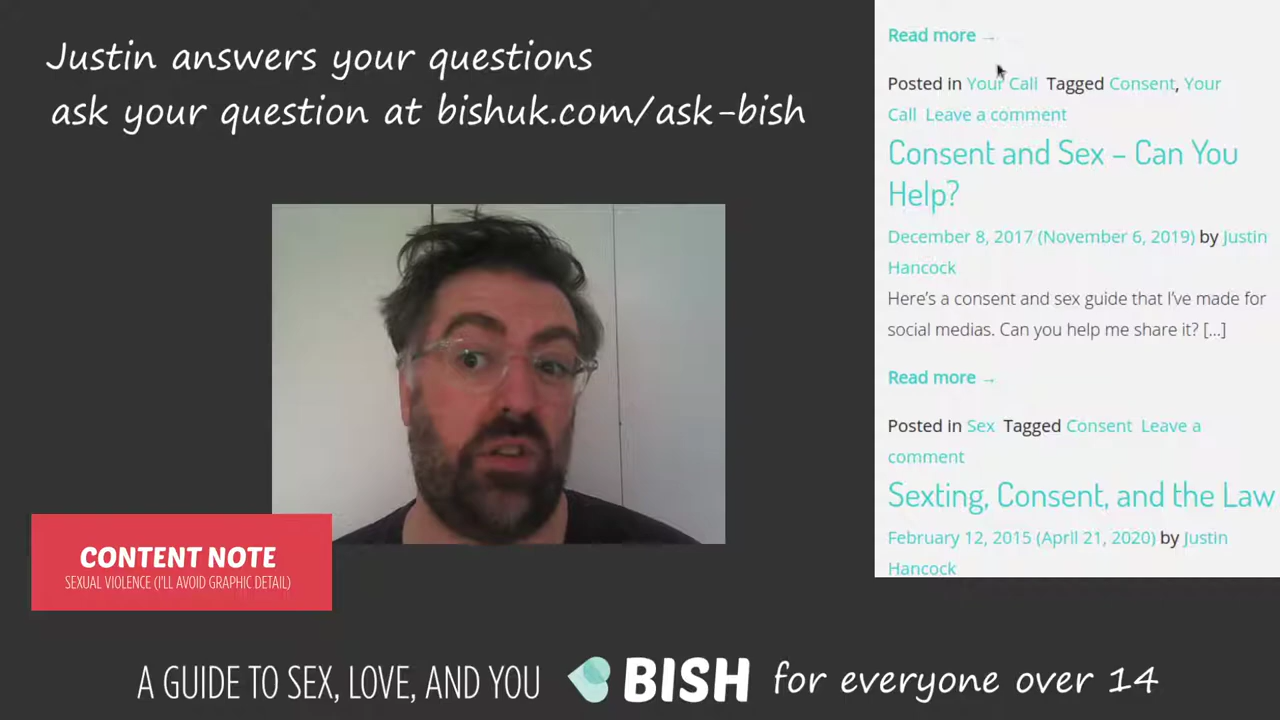 Justin answers your questions
ask your question at bishuk.com/ask-bish
Read more →
Posted in Your Call Tagged Consent, Your
Call Leave a comment
Consent and Sex – Can You
Help?
December 8, 2017 (November 6, 2019) by Justin
Hancock
Here's a consent and sex guide that I've made for
social medias. Can you help me share it? [...]
Read more →
Posted in Sex Tagged Consent Leave a
comment
Sexting, Consent, and the Law
February 12, 2015 (April 21, 2020) by Justin
Hancock
CONTENT NOTE
SEXUAL VIOLENCE (I'LL AVOID GRAPHIC DETAIL)
A GUIDE TO SEX, LOVE, AND YOU BISH for everyone over 14